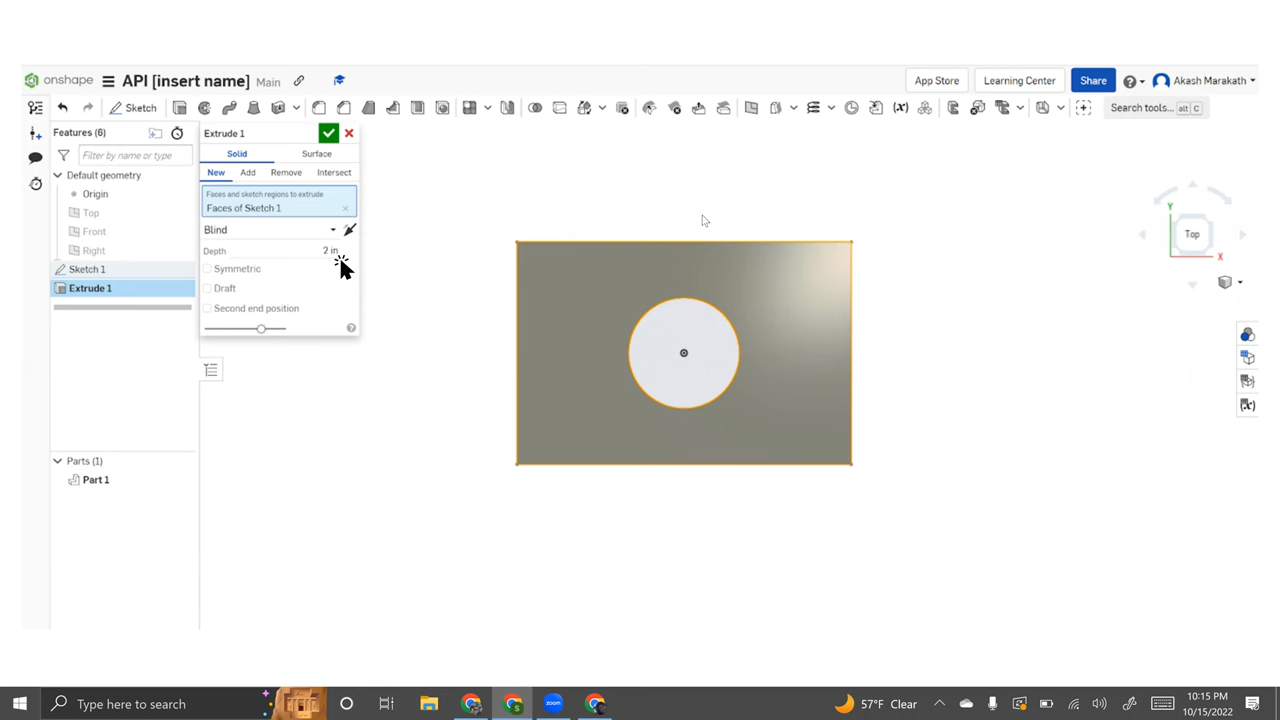 onshape API [insert name] Main App Store Learning Center Share Akash Marakath
Sketch (x) Search tools... alt C
Features (6)
Filter by name or type
Default geometry
Origin
Top
Front
Right
Sketch 1
Extrude 1
Parts (1)
Part 1
Extrude 1
Solid Surface
New Add Remove Intersect
Faces and sketch regions to extrude
Faces of Sketch 1
Blind
Depth 2 in
Symmetric
Draft
Second end position
Y
Top
X
(x)
Type here to search
zoom
S
57°F Clear
10:15 PM
10/15/2022